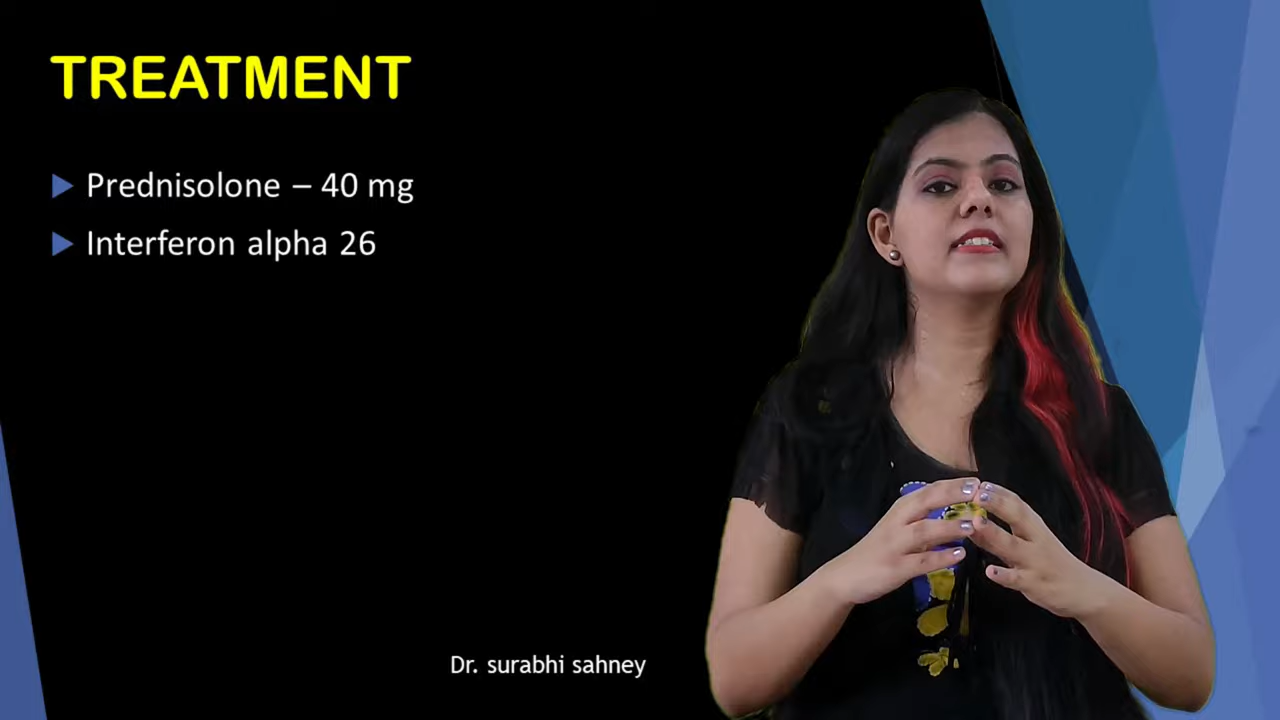 TREATMENT
Prednisolone – 40 mg
Interferon alpha 26
Dr. surabhi sahney